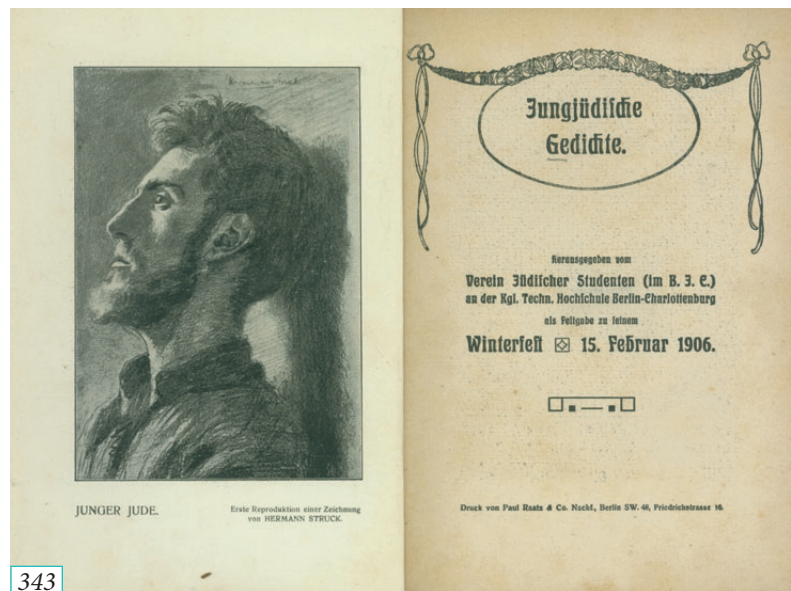 JUNGER JUDE.
Erste Reproduktion einer Zeichnung
von HERMANN STRUCK.
343
Jungjüdische
Gedichte.
Herausgegeben vom
Verein Jüdischer Studenten (im B. J. C.)
an der Kgl. Techn. Hochschule Berlin-Charlottenburg
als Festgabe zu seinem
Winterfest 15. Februar 1906.
Druck von Paul Raatz & Co. Nachf., Berlin SW. 48, Friedrichstrasse 16.